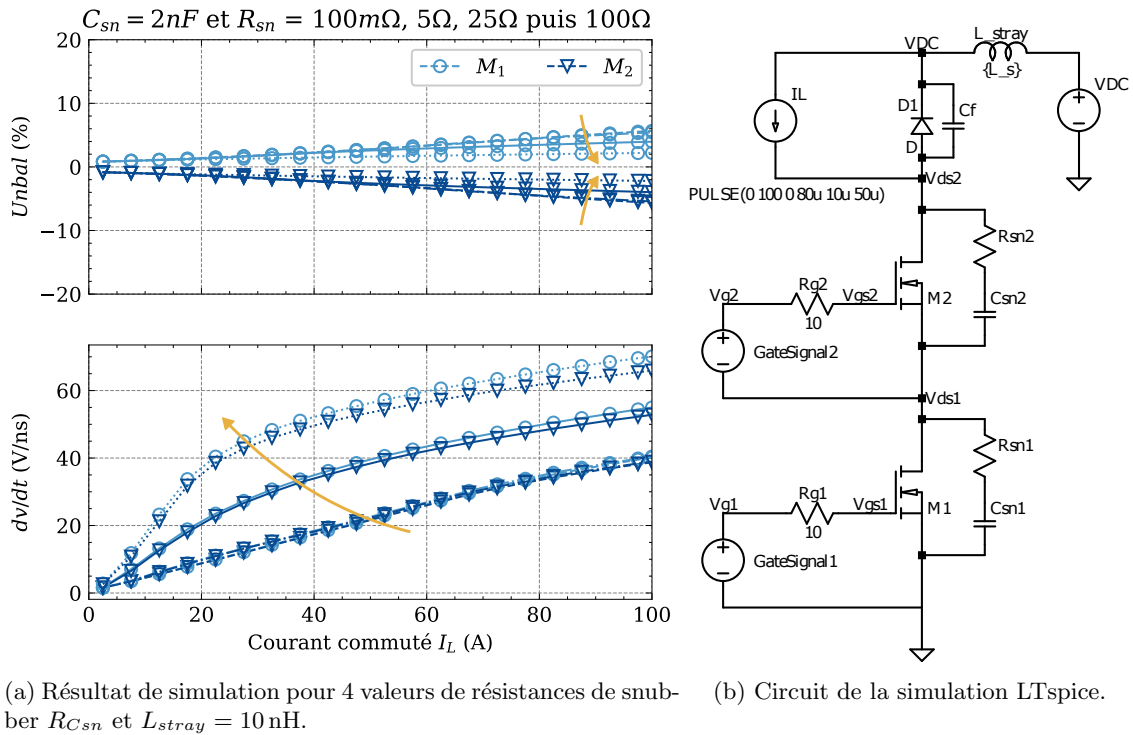 C_sn = 2nF et R_sn = 100mΩ, 5Ω, 25Ω puis 100Ω
20
10
0
−10
−20
Unbal (%)
M_1
M_2
60
40
20
0
dv/dt (V/ns)
0
20
40
60
80
100
Courant commuté I_L (A)
(a) Résultat de simulation pour 4 valeurs de résistances de snub-
ber R_Csn et L_stray = 10 nH.
L_stray
{L_s}
VDC
VDC
IL
D1
D
Cf
Vds2
PULSE(0 100 0 80u 10u 50u)
Rsn2
Csn2
M2
Vg2
Rg2
10
Vgs2
GateSignal2
Vds1
Rsn1
Csn1
M1
Vg1
Rg1
10
Vgs1
GateSignal1
(b) Circuit de la simulation LTspice.